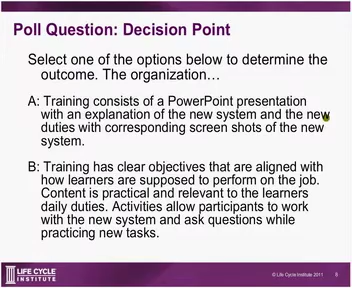 Poll Question: Decision Point
Select one of the options below to determine the
outcome. The organization…
A: Training consists of a PowerPoint presentation
with an explanation of the new system and the new
duties with corresponding screen shots of the new
system.
B: Training has clear objectives that are aligned with
how learners are supposed to perform on the job.
Content is practical and relevant to the learners
daily duties. Activities allow participants to work
with the new system and ask questions while
practicing new tasks.
LIFE CYCLE
INSTITUTE
© Life Cycle Institute 2011
6